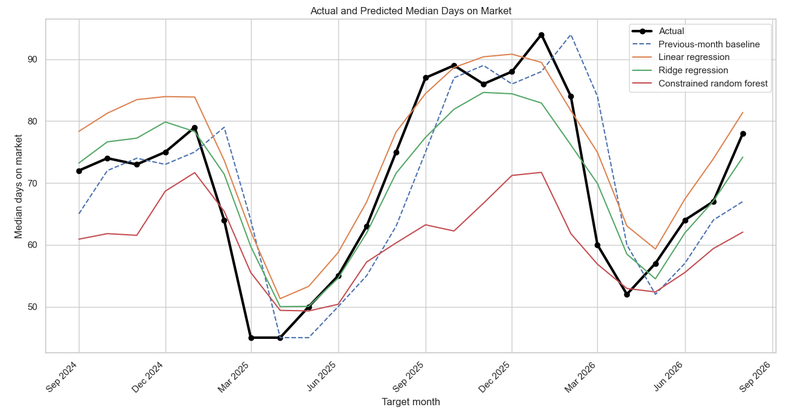 Actual and Predicted Median Days on Market
Actual
Previous-month baseline
Linear regression
Ridge regression
Constrained random forest
Median days on market
90
80
70
60
50
Sep 2024
Dec 2024
Mar 2025
Jun 2025
Sep 2025
Dec 2025
Mar 2026
Jun 2026
Sep 2026
Target month